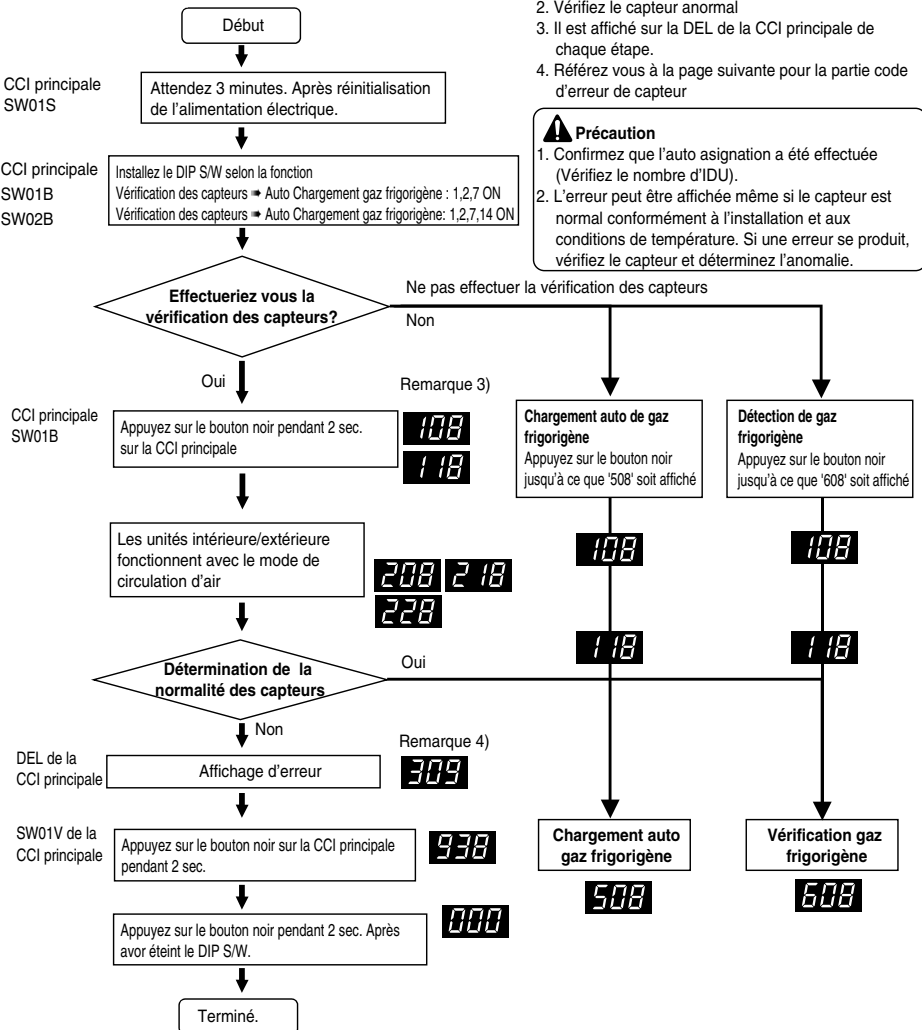 2. Vérifiez le capteur anormal
3. Il est affiché sur la DEL de la CCI principale de
chaque étape.
4. Référez vous à la page suivante pour la partie code
d'erreur de capteur
Précaution
1. Confirmez que l'auto asignation a été effectuée
(Vérifiez le nombre d'IDU).
2. L'erreur peut être affichée même si le capteur est
normal conformément à l'installation et aux
conditions de température. Si une erreur se produit,
vérifiez le capteur et déterminez l'anomalie.
Début
CCI principale
SW01S
Attendez 3 minutes. Après réinitialisation
de l'alimentation électrique.
CCI principale
SW01B
SW02B
Installez le DIP S/W selon la fonction
Vérification des capteurs ➠ Auto Chargement gaz frigorigène : 1,2,7 ON
Vérification des capteurs ➠ Auto Chargement gaz frigorigène: 1,2,7,14 ON
Effectueriez vous la
vérification des capteurs?
Ne pas effectuer la vérification des capteurs
Non
Oui
Remarque 3)
CCI principale
SW01B
Appuyez sur le bouton noir pendant 2 sec.
sur la CCI principale
108
118
Chargement auto de gaz
frigorigène
Appuyez sur le bouton noir
jusqu'à ce que '508' soit affiché
Détection de gaz
frigorigène
Appuyez sur le bouton noir
jusqu'à ce que '608' soit affiché
108
108
Les unités intérieure/extérieure
fonctionnent avec le mode de
circulation d'air
208 218
228
118
118
Détermination de la
normalité des capteurs
Oui
Non
Remarque 4)
DEL de la
CCI principale
Affichage d'erreur
309
SW01V de la
CCI principale
Appuyez sur le bouton noir sur la CCI principale
pendant 2 sec.
938
Chargement auto
gaz frigorigène
508
Vérification gaz
frigorigène
608
Appuyez sur le bouton noir pendant 2 sec. Après
avor éteint le DIP S/W.
000
Terminé.